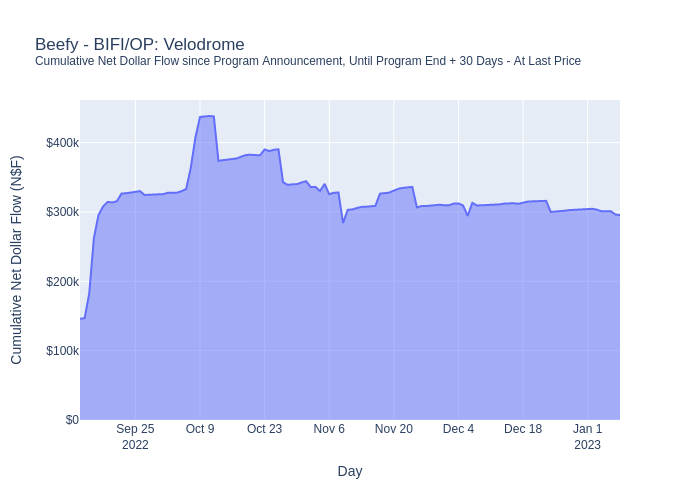 Beefy - BIFI/OP: Velodrome
Cumulative Net Dollar Flow since Program Announcement, Until Program End + 30 Days - At Last Price
Cumulative Net Dollar Flow (N$F)
$400k
$300k
$200k
$100k
$0
Sep 25 Oct 9 Oct 23 Nov 6 Nov 20 Dec 4 Dec 18 Jan 1
2022 2023
Day